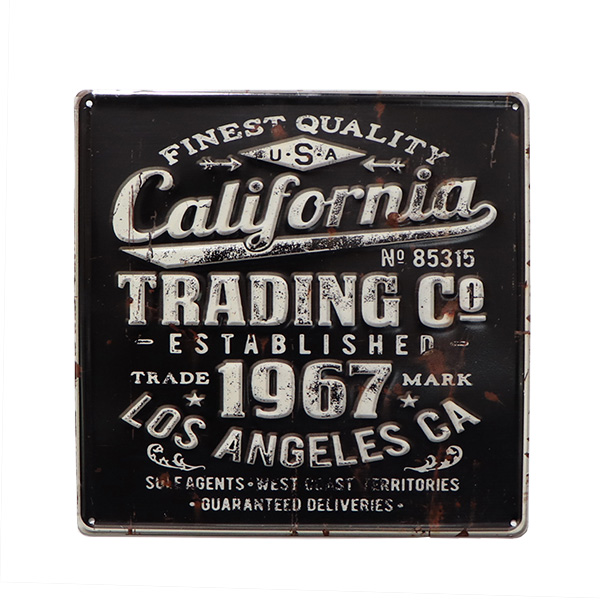 FINEST QUALITY
U·S·A
California
Nº 85315
TRADING Cº
- ESTABLISHED -
TRADE 1967 MARK
LOS ANGELES CA
SOLE AGENTS · WEST COAST TERRITORIES
· GUARANTEED DELIVERIES ·